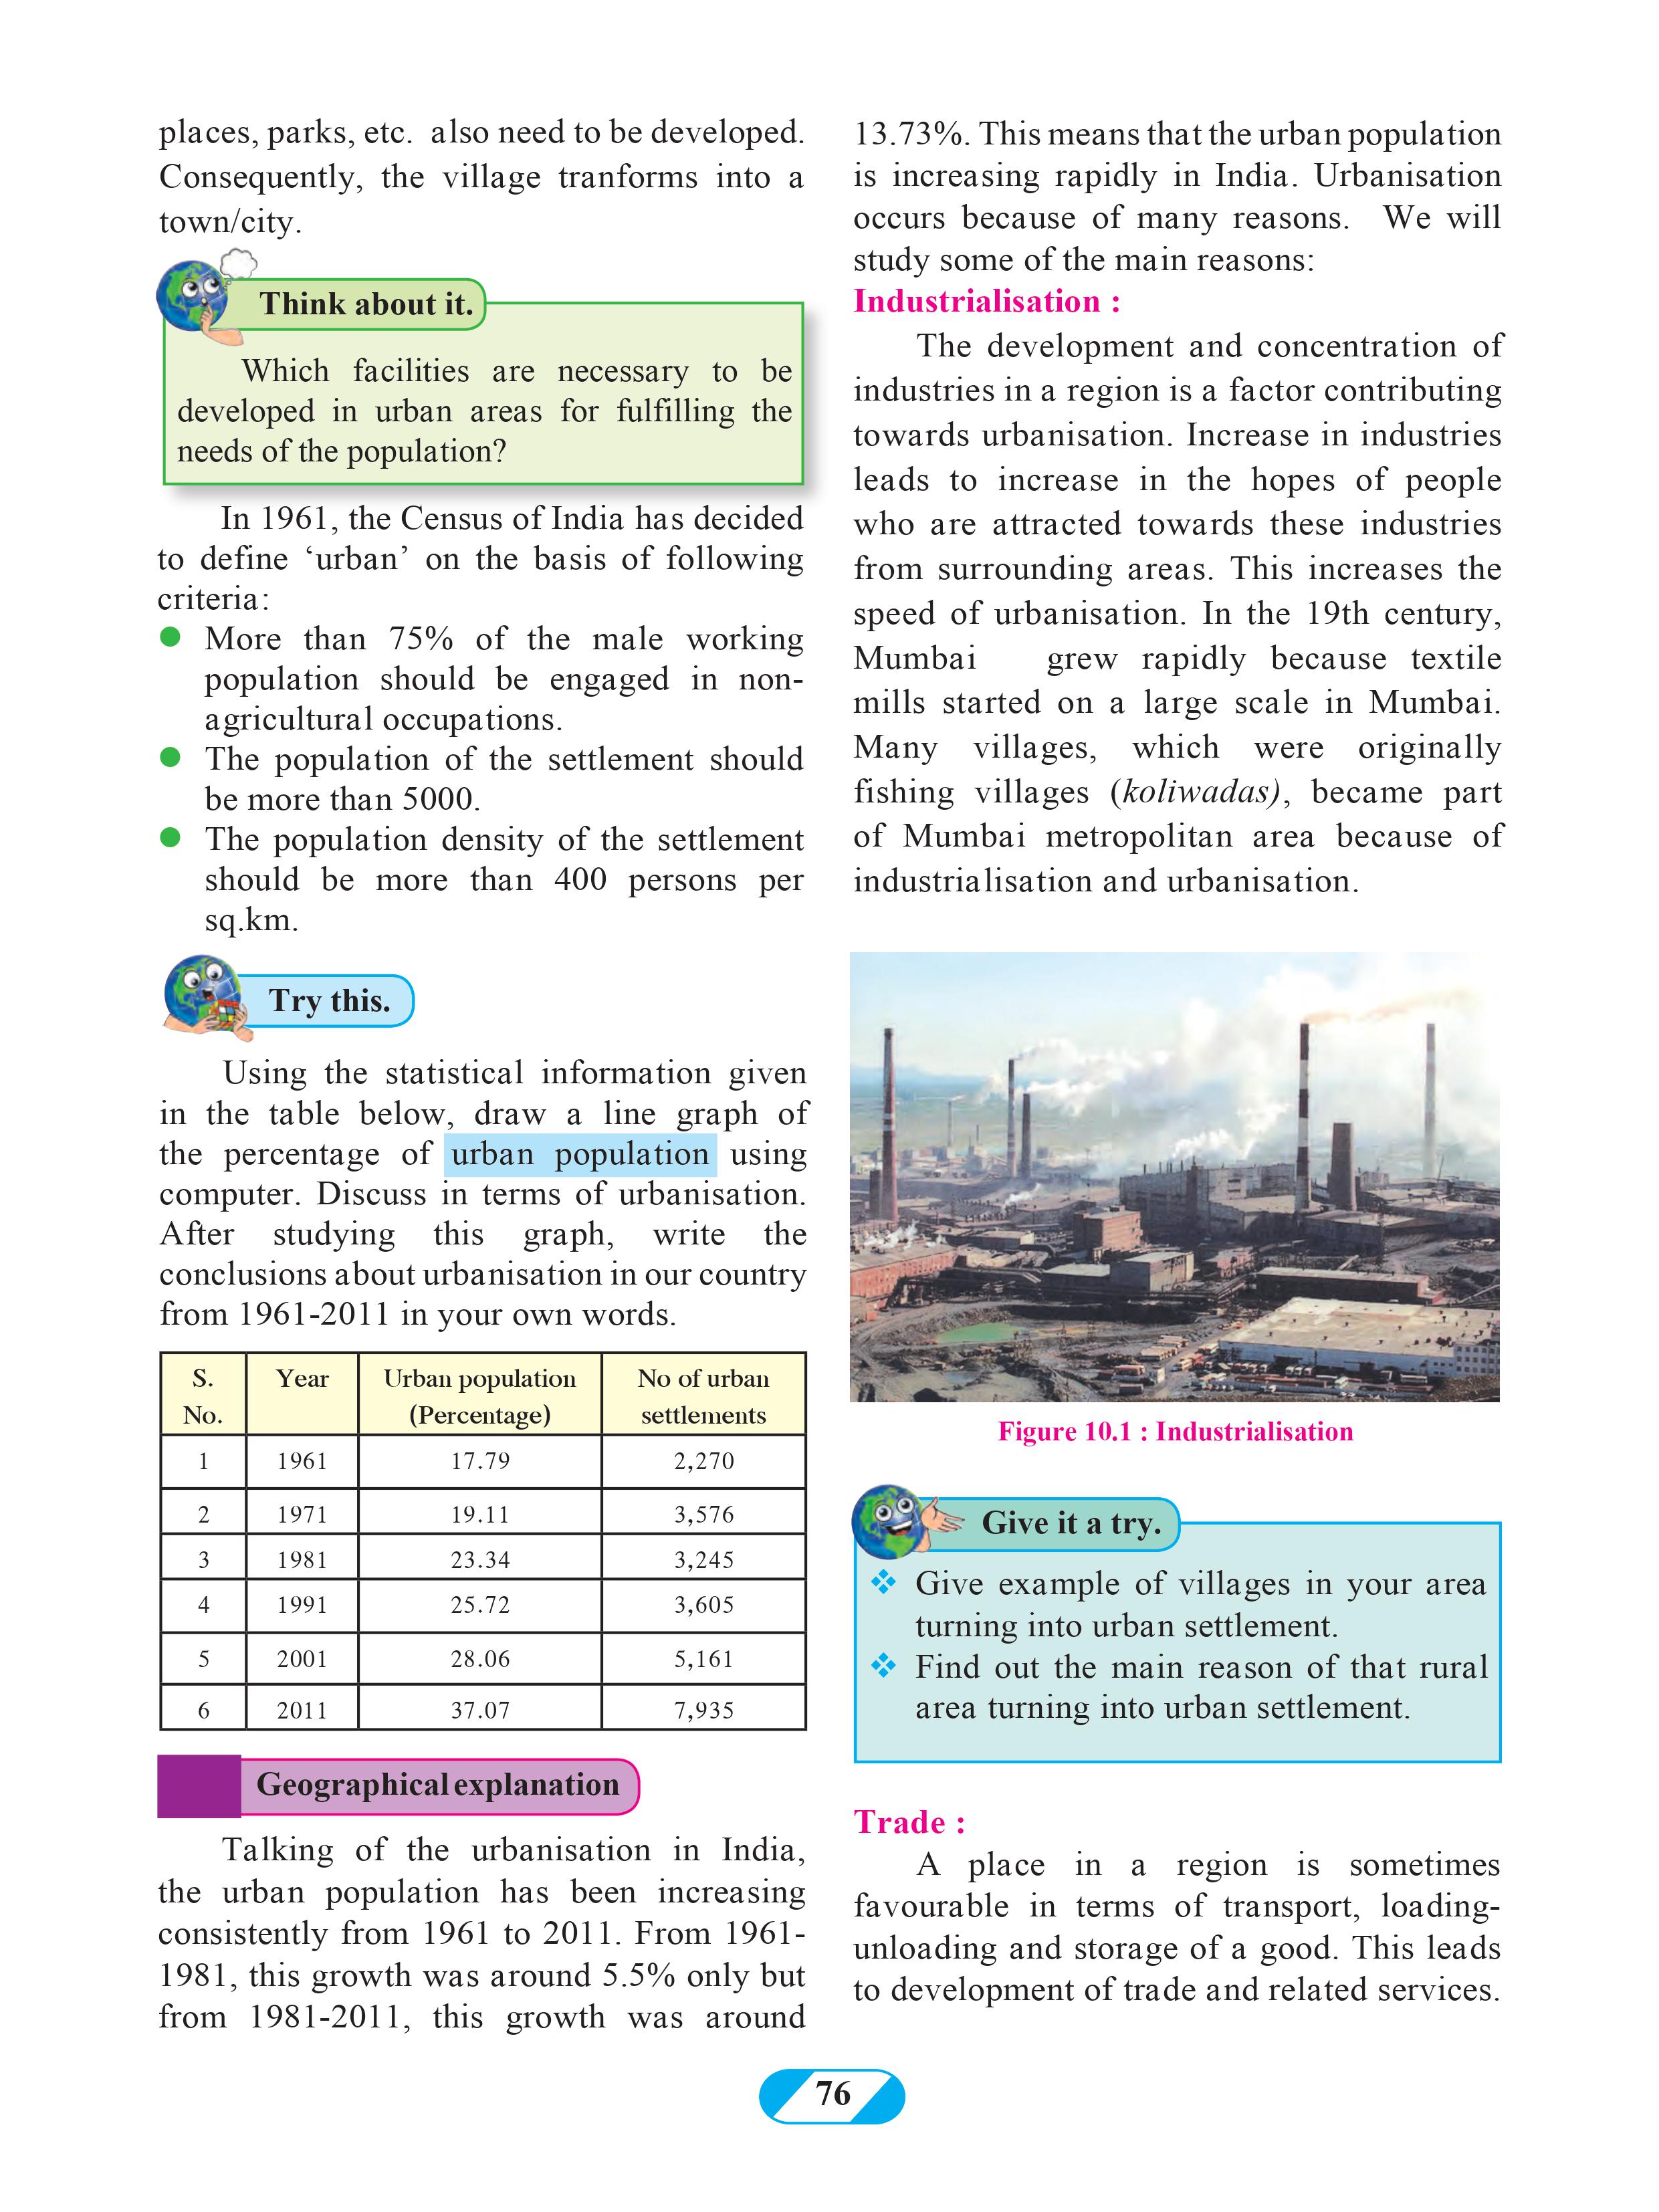 places, parks, etc. also need to be developed.
Consequently, the village tranforms into a
town/city.
Think about it.
Which facilities are necessary to be
developed in urban areas for fulfilling the
needs of the population?
In 1961, the Census of India has decided
to define ‘urban’ on the basis of following
criteria:
● More than 75% of the male working
population should be engaged in non-
agricultural occupations.
● The population of the settlement should
be more than 5000.
● The population density of the settlement
should be more than 400 persons per
sq.km.
Try this.
Using the statistical information given
in the table below, draw a line graph of
the percentage of urban population using
computer. Discuss in terms of urbanisation.
After studying this graph, write the
conclusions about urbanisation in our country
from 1961-2011 in your own words.
S. No. Year Urban population (Percentage) No of urban settlements
1 1961 17.79 2,270
2 1971 19.11 3,576
3 1981 23.34 3,245
4 1991 25.72 3,605
5 2001 28.06 5,161
6 2011 37.07 7,935
Geographical explanation
Talking of the urbanisation in India,
the urban population has been increasing
consistently from 1961 to 2011. From 1961-
1981, this growth was around 5.5% only but
from 1981-2011, this growth was around
13.73%. This means that the urban population
is increasing rapidly in India. Urbanisation
occurs because of many reasons. We will
study some of the main reasons:
Industrialisation :
The development and concentration of
industries in a region is a factor contributing
towards urbanisation. Increase in industries
leads to increase in the hopes of people
who are attracted towards these industries
from surrounding areas. This increases the
speed of urbanisation. In the 19th century,
Mumbai grew rapidly because textile
mills started on a large scale in Mumbai.
Many villages, which were originally
fishing villages (koliwadas), became part
of Mumbai metropolitan area because of
industrialisation and urbanisation.
Figure 10.1 : Industrialisation
Give it a try.
❖ Give example of villages in your area
turning into urban settlement.
❖ Find out the main reason of that rural
area turning into urban settlement.
Trade :
A place in a region is sometimes
favourable in terms of transport, loading-
unloading and storage of a good. This leads
to development of trade and related services.
76